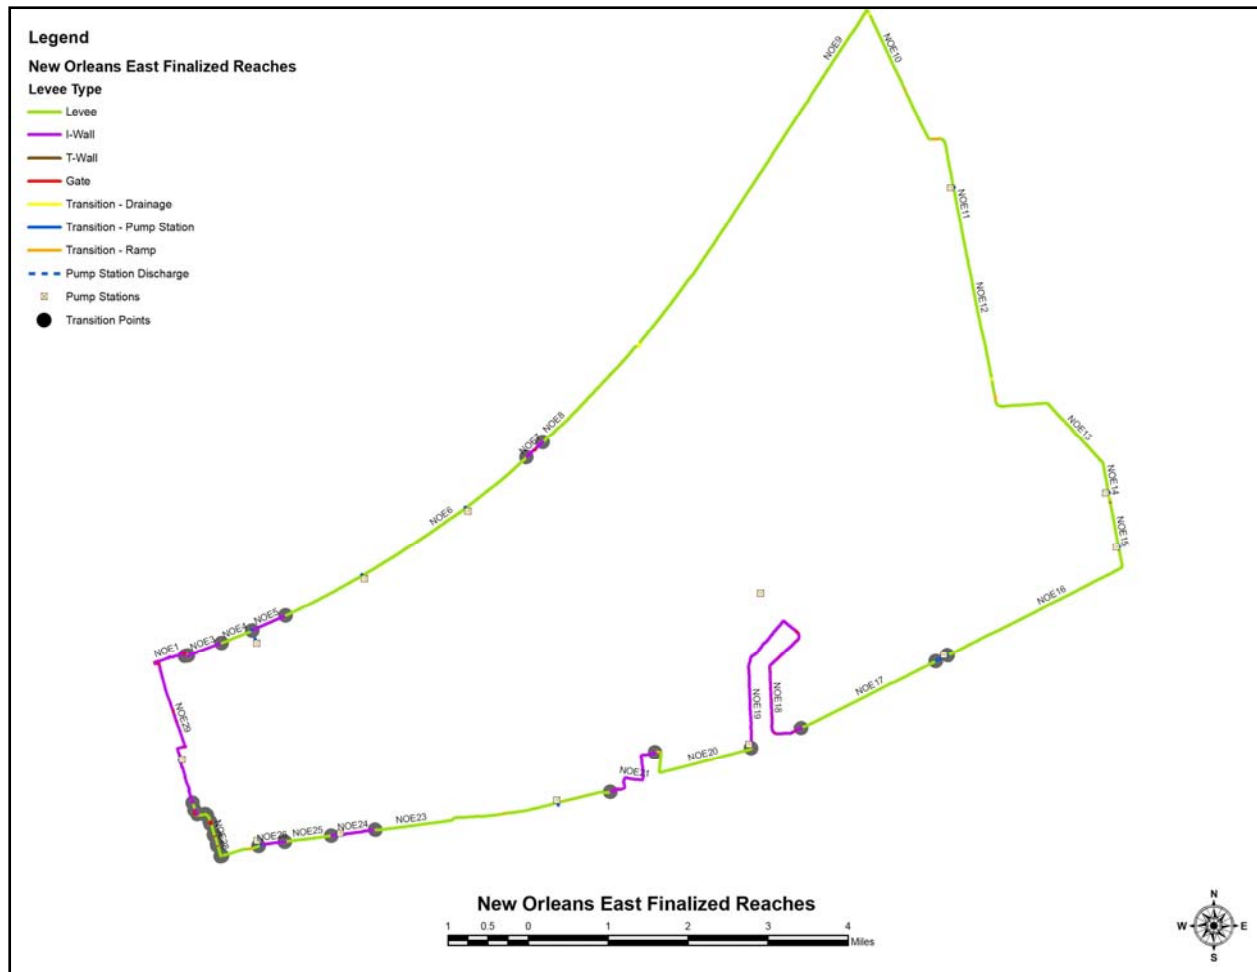 Legend
New Orleans East Finalized Reaches
Levee Type
Levee
I-Wall
T-Wall
Gate
Transition - Drainage
Transition - Pump Station
Transition - Ramp
Pump Station Discharge
Pump Stations
Transition Points
NOE9
NOE10
NOE11
NOE12
NOE13
NOE14
NOE15
NOE16
NOE17
NOE18
NOE19
NOE20
NOE21
NOE23
NOE24
NOE25
NOE26
NOE29
NOE1
NOE3
NOE4
NOE5
NOE6
NOE7
NOE8
New Orleans East Finalized Reaches
1 0.5 0 1 2 3 4
Miles
N
W E
S